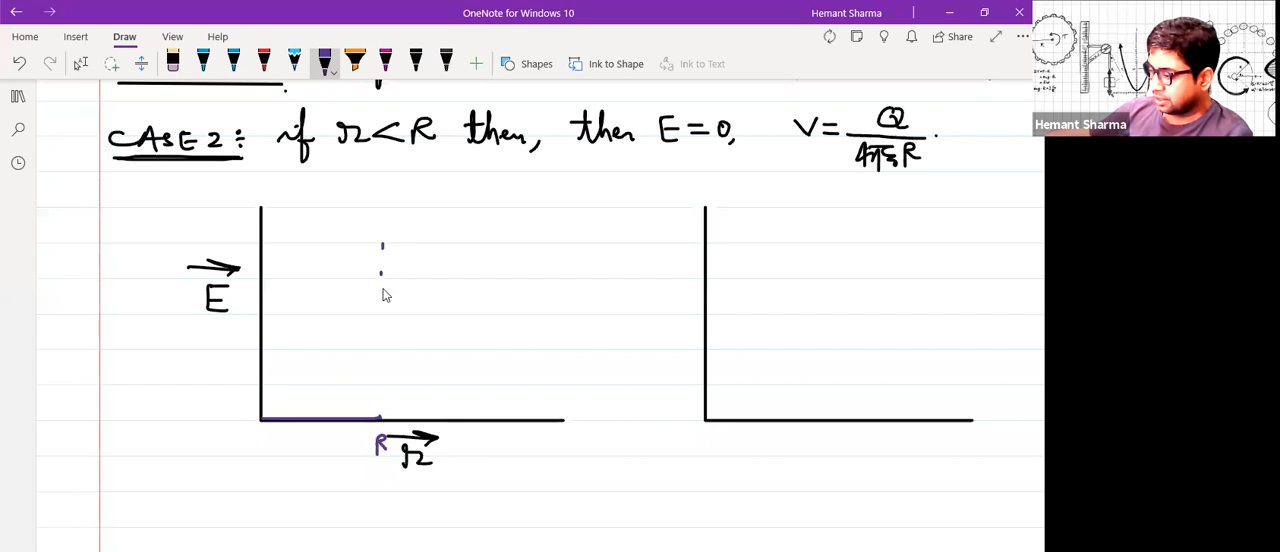 OneNote for Windows 10
Hemant Sharma
Home Insert Draw View Help
Share
Shapes Ink to Shape Ink to Text
Hemant Sharma
CASE 2: if r<R then, then E=0, V= Q/4πε₀R.
E
R r